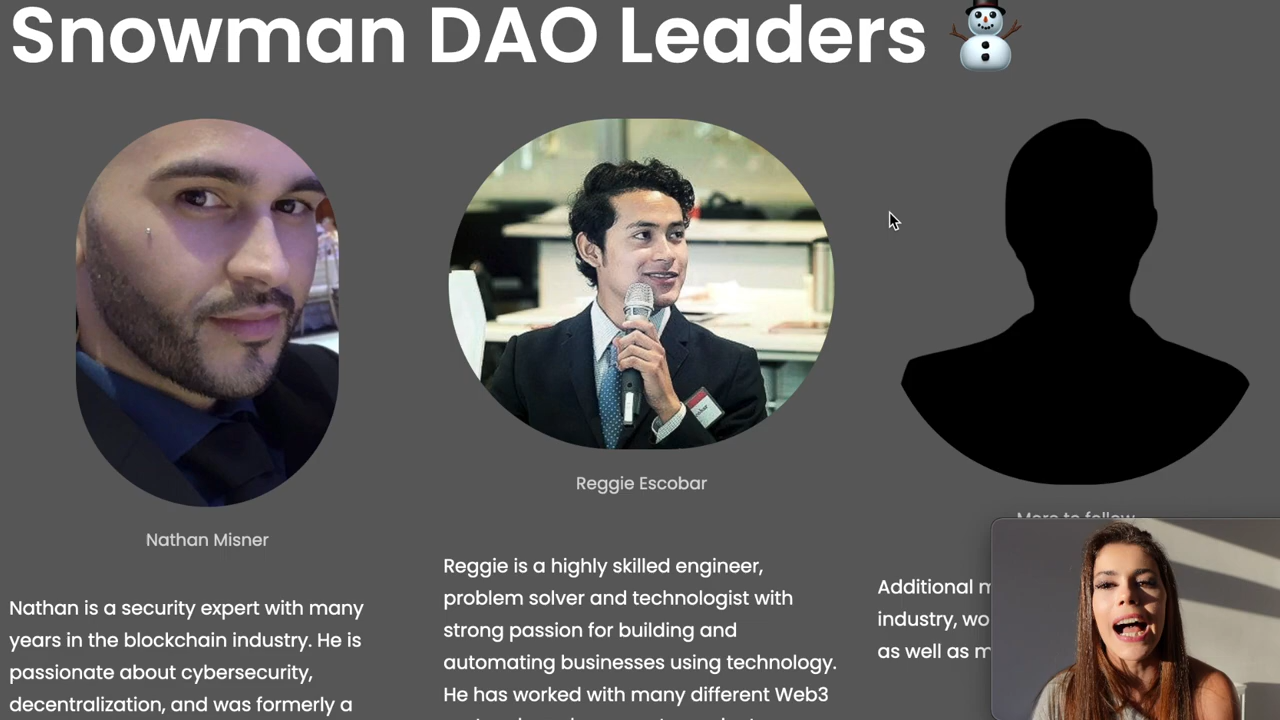 Snowman DAO Leaders ⛄
Nathan Misner
Nathan is a security expert with many
years in the blockchain industry. He is
passionate about cybersecurity,
decentralization, and was formerly a
Reggie Escobar
Reggie is a highly skilled engineer,
problem solver and technologist with
strong passion for building and
automating businesses using technology.
He has worked with many different Web3
More to follow
Additional
industry, wo
as well as